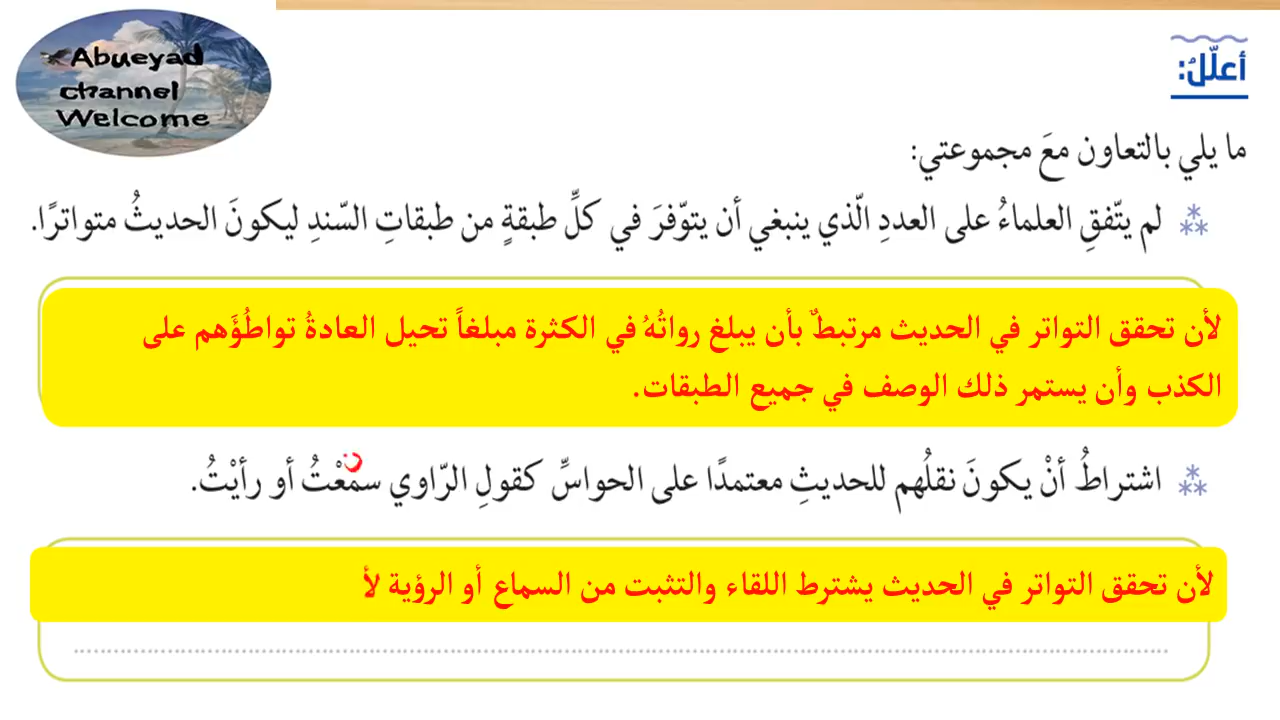 Abueyad
channel
Welcome
أعلّلُ:
ما يلي بالتعاون معَ مجموعتي:
لم يتّفقِ العلماءُ على العددِ الّذي ينبغي أن يتوّفرَ في كلِّ طبقةٍ من طبقاتِ السّندِ ليكونَ الحديثُ متواترًا.
لأن تحقق التواتر في الحديث مرتبطٌ بأن يبلغ رواتُهُ في الكثرة مبلغاً تحيل العادةُ تواطُؤَهم على
الكذب وأن يستمر ذلك الوصف في جميع الطبقات.
اشتراطُ أنْ يكونَ نقلُهم للحديثِ معتمدًا على الحواسِّ كقولِ الرّاوي سمعْتُ أو رأيْتُ.
لأن تحقق التواتر في الحديث يشترط اللقاء والتثبت من السماع أو الرؤية لأ